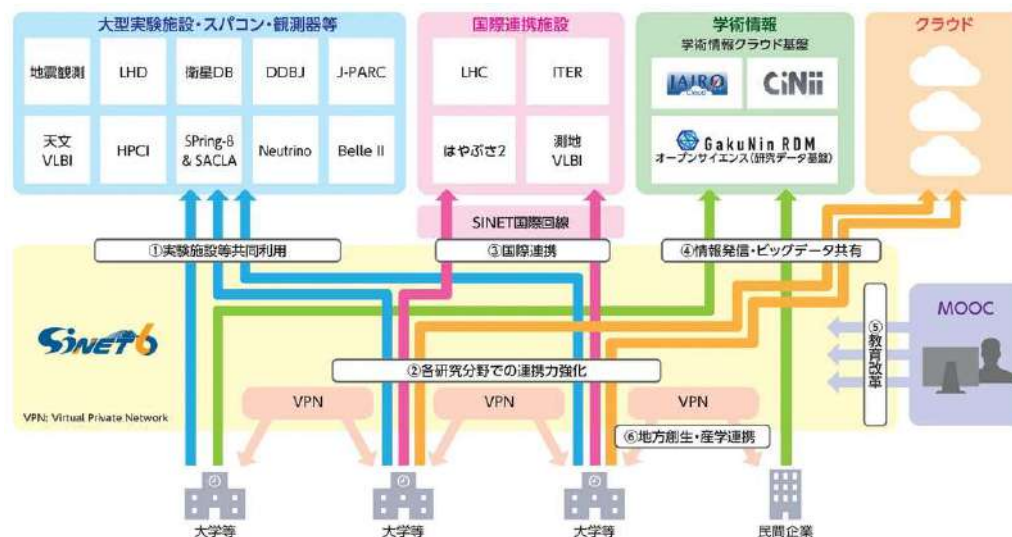 大型実験施設・スパコン・観測器等
地震観測
LHD
衛星DB
DDBJ
J-PARC
天文
VLBI
HPCI
SPring-8
& SACLA
Neutrino
Belle II
国際連携施設
LHC
ITER
はやぶさ2
測地
VLBI
学術情報
学術情報クラウド基盤
JAIRO
Cloud
CiNii
GakuNin RDM
オープンサイエンス(研究データ基盤)
クラウド
SINET国際回線
①実験施設等共同利用
③国際連携
④情報発信・ビッグデータ共有
SINET6
MOOC
⑤教育改革
②各研究分野での連携力強化
VPN
VPN
VPN
VPN: Virtual Private Network
⑥地方創生・産学連携
大学等
大学等
大学等
民間企業